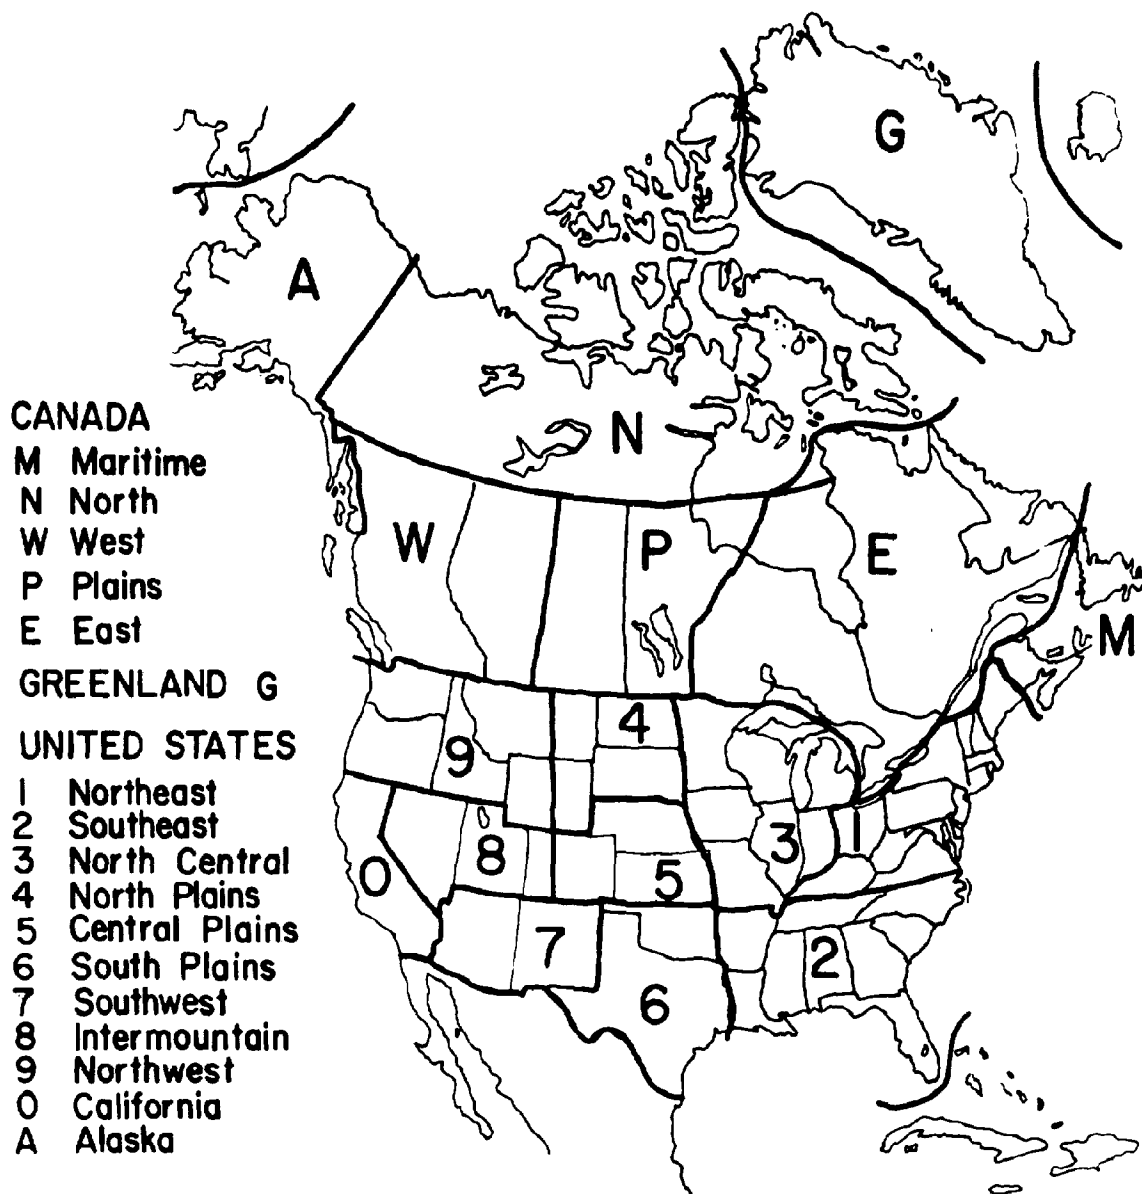 G
A
N
CANADA
M Maritime
N North
W West
P Plains
E East
GREENLAND G
UNITED STATES
1 Northeast
2 Southeast
3 North Central
4 North Plains
5 Central Plains
6 South Plains
7 Southwest
8 Intermountain
9 Northwest
0 California
A Alaska
W
P
E
M
4
9
3
1
8
0
5
7
2
6